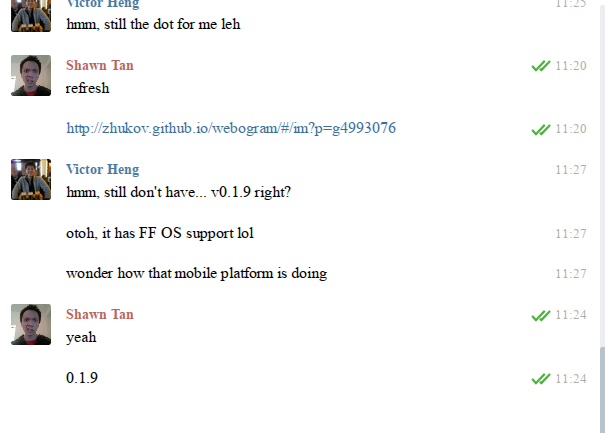 Victor Heng 11:25
hmm, still the dot for me leh
Shawn Tan 11:20
refresh
http://zhukov.github.io/webogram/#/im?p=g4993076 11:20
Victor Heng 11:27
hmm, still don't have... v0.1.9 right?
otoh, it has FF OS support lol 11:27
wonder how that mobile platform is doing 11:27
Shawn Tan 11:24
yeah
0.1.9 11:24